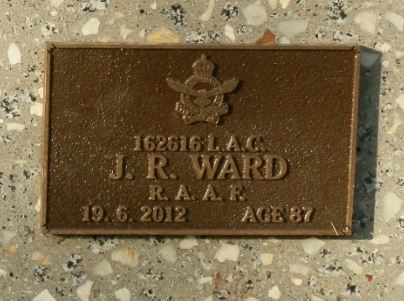 162616 L.A.C.
J. R. WARD
R. A. A. F.
19. 6. 2012 AGE 87